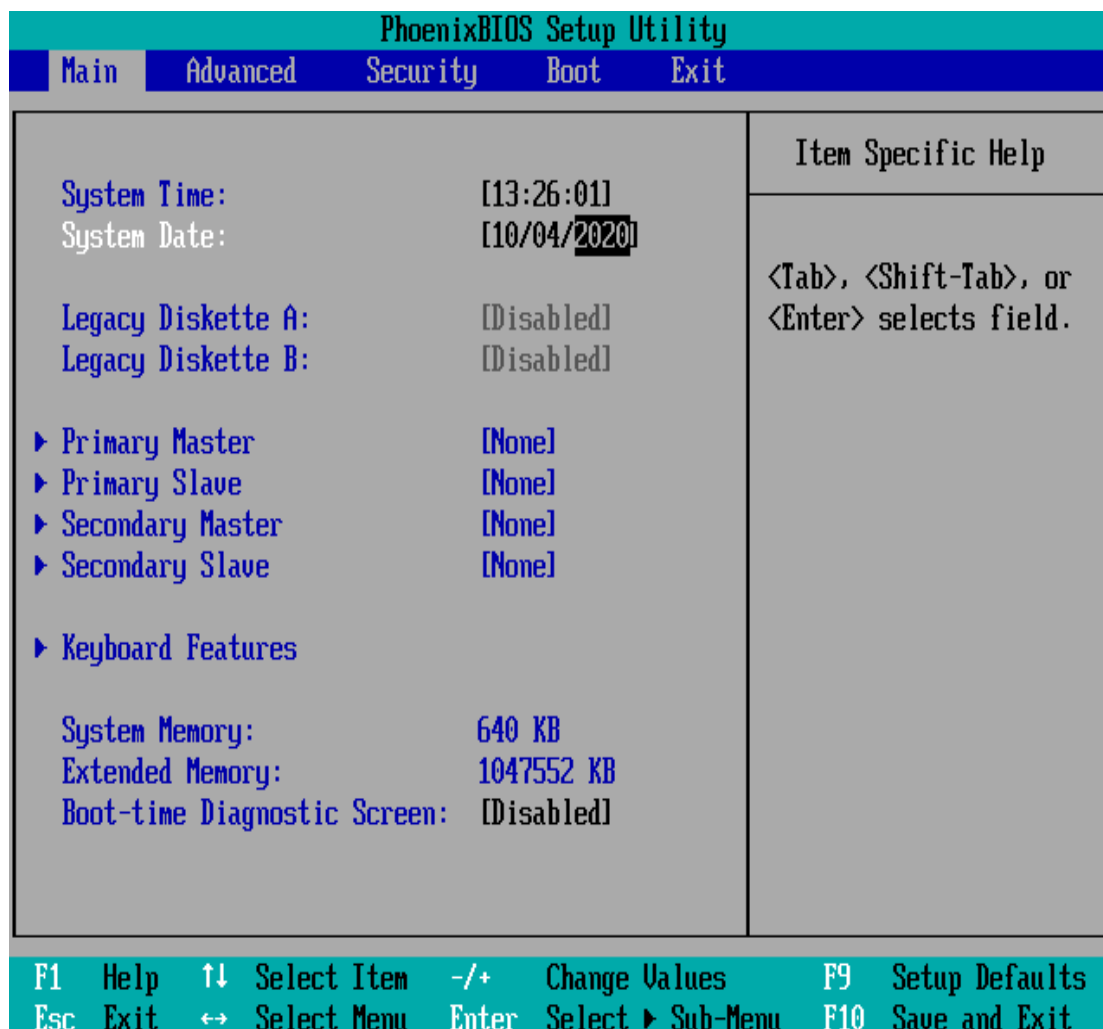 PhoenixBIOS Setup Utility
Main Advanced Security Boot Exit
Item Specific Help
System Time: [13:26:01]
System Date: [10/04/2020]
<Tab>, <Shift-Tab>, or
<Enter> selects field.
Legacy Diskette A: [Disabled]
Legacy Diskette B: [Disabled]
Primary Master [None]
Primary Slave [None]
Secondary Master [None]
Secondary Slave [None]
Keyboard Features
System Memory: 640 KB
Extended Memory: 1047552 KB
Boot-time Diagnostic Screen: [Disabled]
F1 Help ↑↓ Select Item -/+ Change Values F9 Setup Defaults
Esc Exit ↔ Select Menu Enter Select ▶ Sub-Menu F10 Save and Exit